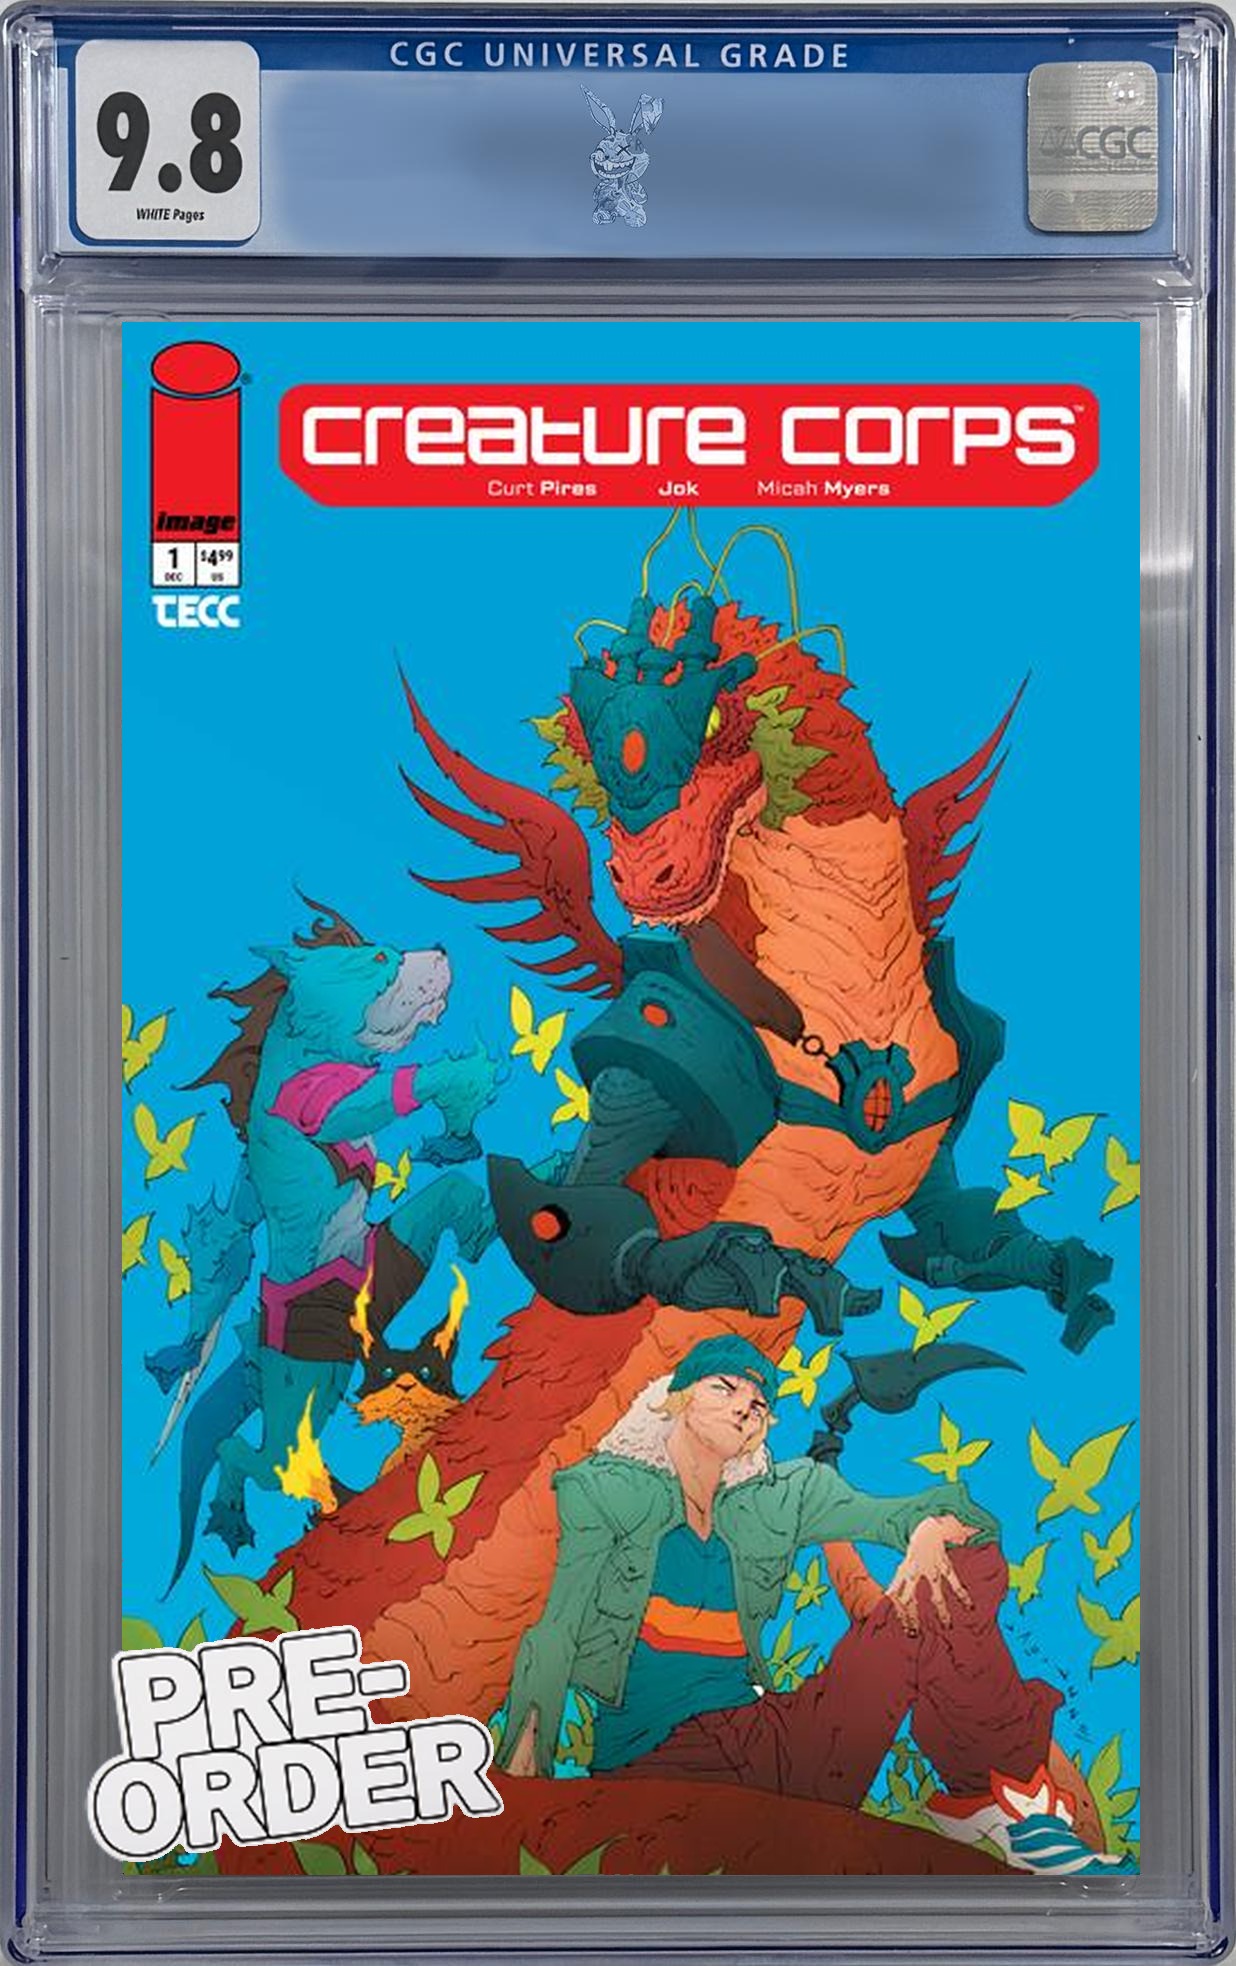 CGC UNIVERSAL GRADE
9.8
WHITE Pages
CGC
creature corps™
Curt Pires Jok Micah Myers
®
image
1 $4.99
DEC US
TECC
PRE-
ORDER